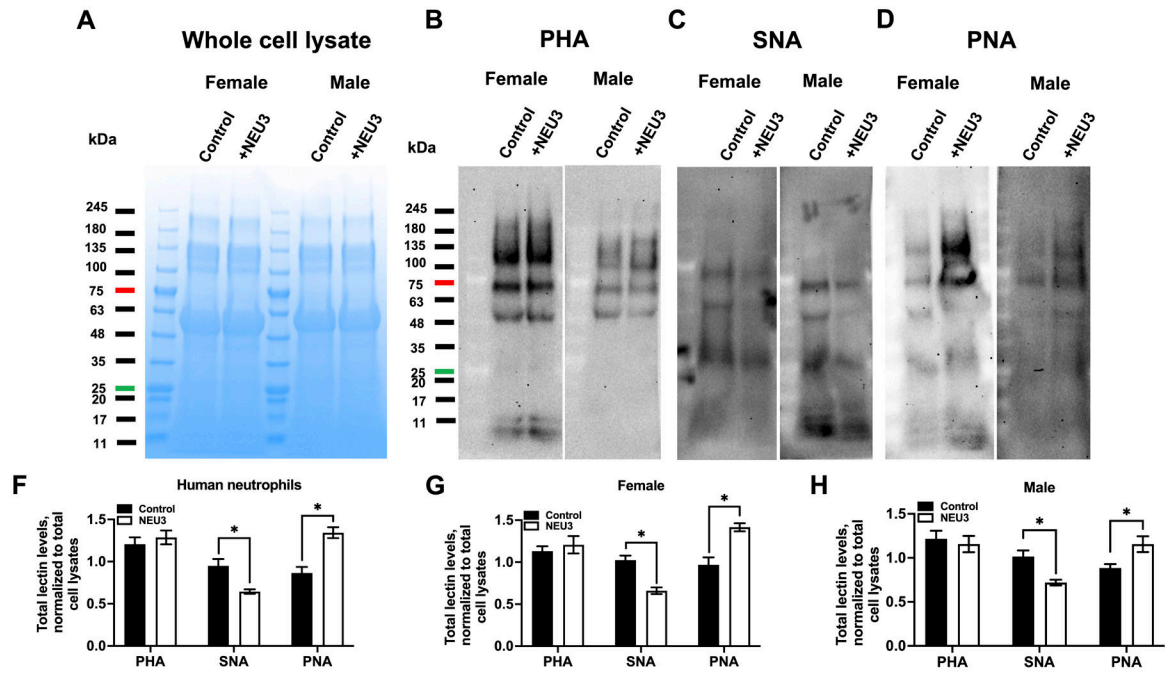 A
Whole cell lysate
Female
Male
kDa
Control
+NEU3
Control
+NEU3
245
180
135
100
75
63
48
35
25
20
17
11
B
PHA
Female
Male
kDa
Control
+NEU3
Control
+NEU3
245
180
135
100
75
63
48
35
25
20
17
11
C
SNA
Female
Male
Control
+NEU3
Control
+NEU3
D
PNA
Female
Male
Control
+NEU3
Control
+NEU3
F
Human neutrophils
Control
NEU3
Total lectin levels,
normalized to total
cell lysates
1.5
1.0
0.5
0.0
*
*
PHA
SNA
PNA
G
Female
Control
NEU3
Total lectin levels,
normalized to total
cell lysates
1.5
1.0
0.5
0.0
*
*
PHA
SNA
PNA
H
Male
Control
NEU3
Total lectin levels,
normalized to total
cell lysates
1.5
1.0
0.5
0.0
*
*
PHA
SNA
PNA